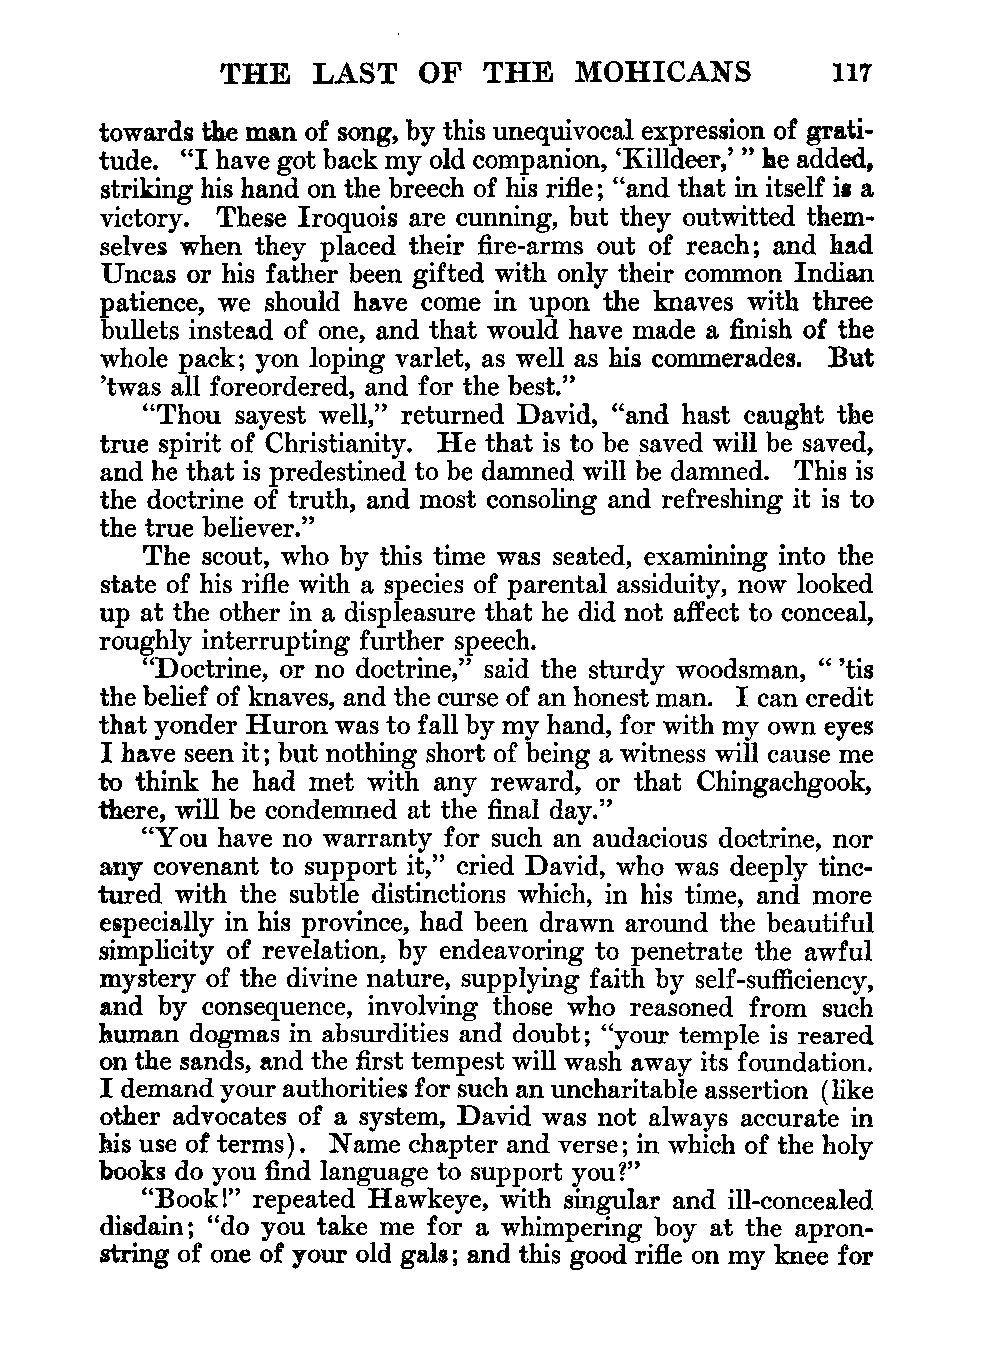 THE LAST OF THE MOHICANS 117
towards the man of song, by this unequivocal expression of grati-
tude. “I have got back my old companion, ‘Killdeer,’ ” he added,
striking his hand on the breech of his rifle; “and that in itself is a
victory. These Iroquois are cunning, but they outwitted them-
selves when they placed their fire-arms out of reach; and had
Uncas or his father been gifted with only their common Indian
patience, we should have come in upon the knaves with three
bullets instead of one, and that would have made a finish of the
whole pack; yon loping varlet, as well as his commerades. But
’twas all foreordered, and for the best.”
“Thou sayest well,” returned David, “and hast caught the
true spirit of Christianity. He that is to be saved will be saved,
and he that is predestined to be damned will be damned. This is
the doctrine of truth, and most consoling and refreshing it is to
the true believer.”
The scout, who by this time was seated, examining into the
state of his rifle with a species of parental assiduity, now looked
up at the other in a displeasure that he did not affect to conceal,
roughly interrupting further speech.
“Doctrine, or no doctrine,” said the sturdy woodsman, “ ’tis
the belief of knaves, and the curse of an honest man. I can credit
that yonder Huron was to fall by my hand, for with my own eyes
I have seen it; but nothing short of being a witness will cause me
to think he had met with any reward, or that Chingachgook,
there, will be condemned at the final day.”
“You have no warranty for such an audacious doctrine, nor
any covenant to support it,” cried David, who was deeply tinc-
tured with the subtle distinctions which, in his time, and more
especially in his province, had been drawn around the beautiful
simplicity of revelation, by endeavoring to penetrate the awful
mystery of the divine nature, supplying faith by self-sufficiency,
and by consequence, involving those who reasoned from such
human dogmas in absurdities and doubt; “your temple is reared
on the sands, and the first tempest will wash away its foundation.
I demand your authorities for such an uncharitable assertion (like
other advocates of a system, David was not always accurate in
his use of terms). Name chapter and verse; in which of the holy
books do you find language to support you?”
“Book!” repeated Hawkeye, with singular and ill-concealed
disdain; “do you take me for a whimpering boy at the apron-
string of one of your old gals; and this good rifle on my knee for